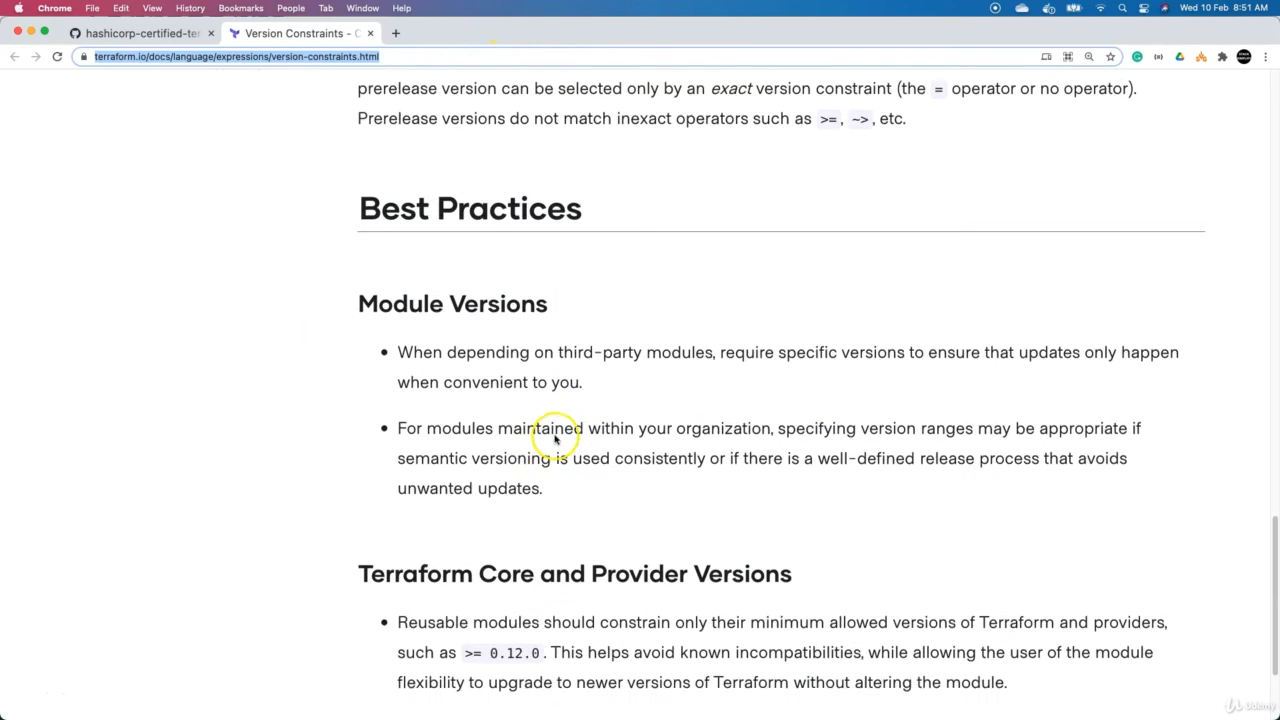 Chrome File Edit View History Bookmarks People Tab Window Help Wed 10 Feb 8:51 AM
hashicorp-certified-ter × Version Constraints - C × +
terraform.io/docs/language/expressions/version-constraints.html
prerelease version can be selected only by an exact version constraint (the = operator or no operator).
Prerelease versions do not match inexact operators such as >=, ~>, etc.
Best Practices
Module Versions
• When depending on third-party modules, require specific versions to ensure that updates only happen
when convenient to you.
• For modules maintained within your organization, specifying version ranges may be appropriate if
semantic versioning is used consistently or if there is a well-defined release process that avoids
unwanted updates.
Terraform Core and Provider Versions
• Reusable modules should constrain only their minimum allowed versions of Terraform and providers,
such as >= 0.12.0. This helps avoid known incompatibilities, while allowing the user of the module
flexibility to upgrade to newer versions of Terraform without altering the module.
Udemy